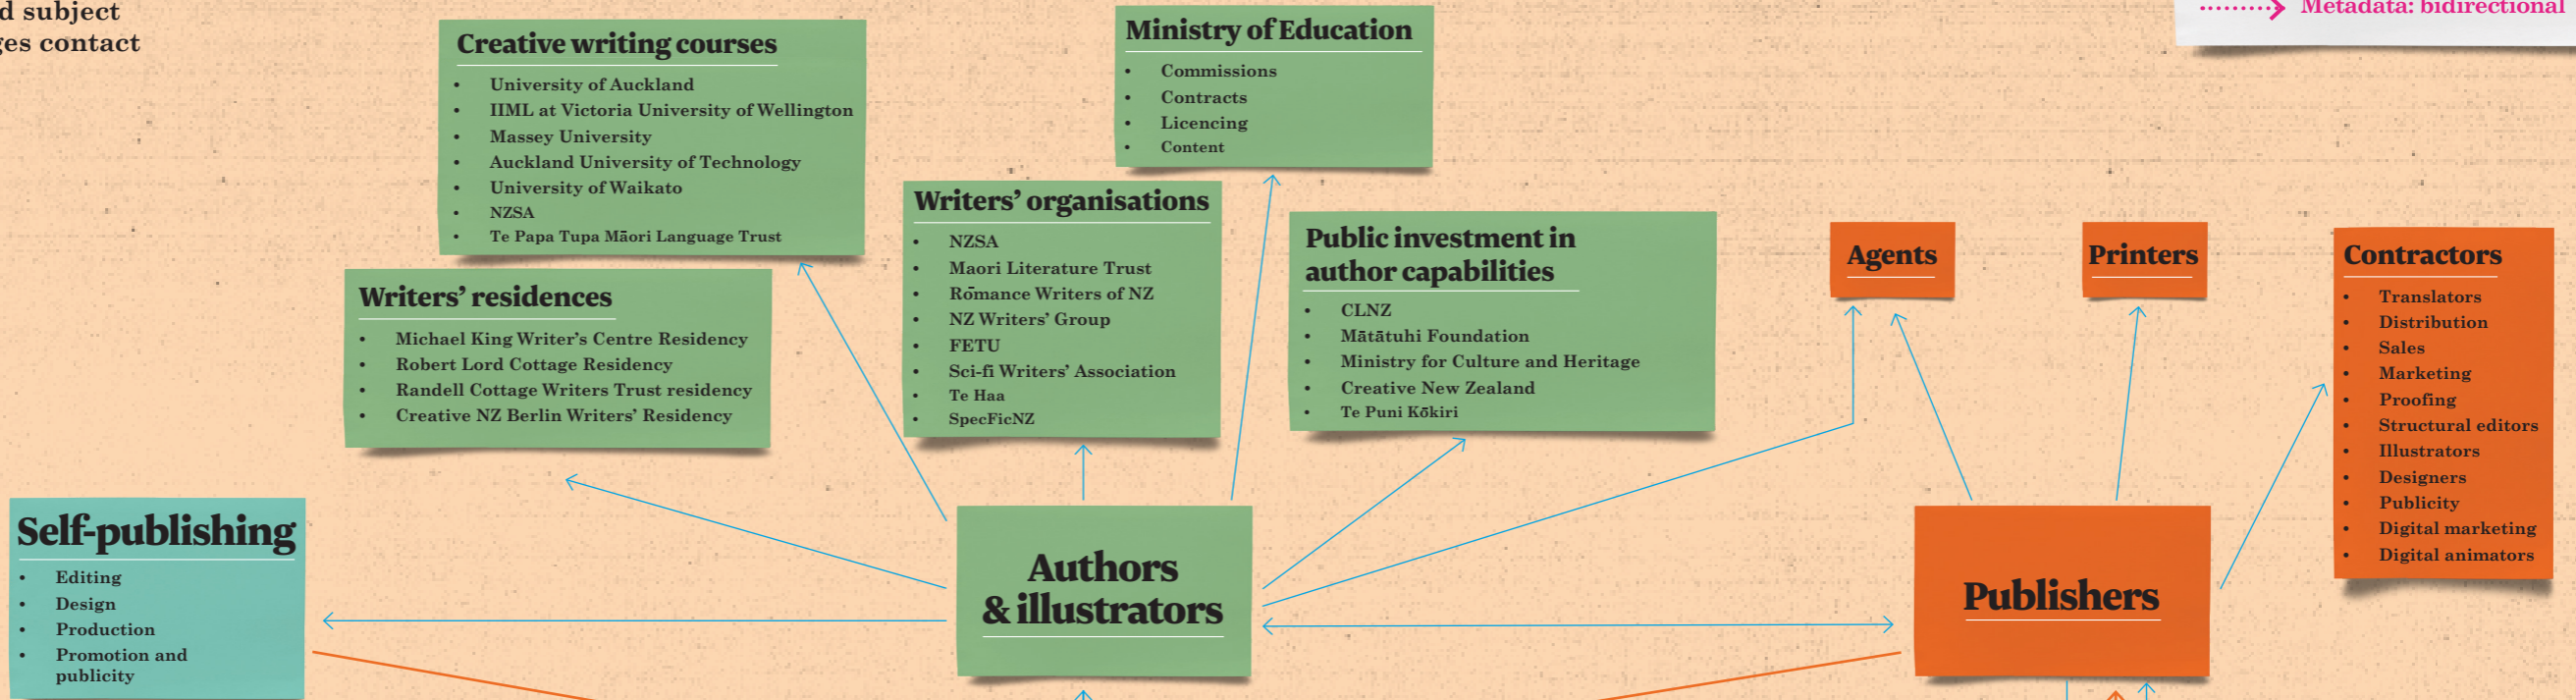 d subject
ges contact
Metadata: bidirectional
Creative writing courses
• University of Auckland
• IIML at Victoria University of Wellington
• Massey University
• Auckland University of Technology
• University of Waikato
• NZSA
• Te Papa Tupa Māori Language Trust
Ministry of Education
• Commissions
• Contracts
• Licencing
• Content
Writers’ residences
• Michael King Writer’s Centre Residency
• Robert Lord Cottage Residency
• Randell Cottage Writers Trust residency
• Creative NZ Berlin Writers’ Residency
Writers’ organisations
• NZSA
• Maori Literature Trust
• Rōmance Writers of NZ
• NZ Writers’ Group
• FETU
• Sci-fi Writers’ Association
• Te Haa
• SpecFicNZ
Public investment in
author capabilities
• CLNZ
• Mātātuhi Foundation
• Ministry for Culture and Heritage
• Creative New Zealand
• Te Puni Kōkiri
Agents
Printers
Contractors
• Translators
• Distribution
• Sales
• Marketing
• Proofing
• Structural editors
• Illustrators
• Designers
• Publicity
• Digital marketing
• Digital animators
Self-publishing
• Editing
• Design
• Production
• Promotion and
publicity
Authors
& illustrators
Publishers